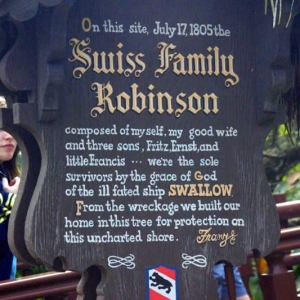 On this site, July 17, 1805 the
Swiss Family
Robinson
composed of myself, my good wife
and three sons, Fritz, Ernst, and
little Francis ... we're the sole
survivors by the grace of God
of the ill fated ship SWALLOW.
From the wreckage we built our
home in this tree for protection on
this uncharted shore. Franz